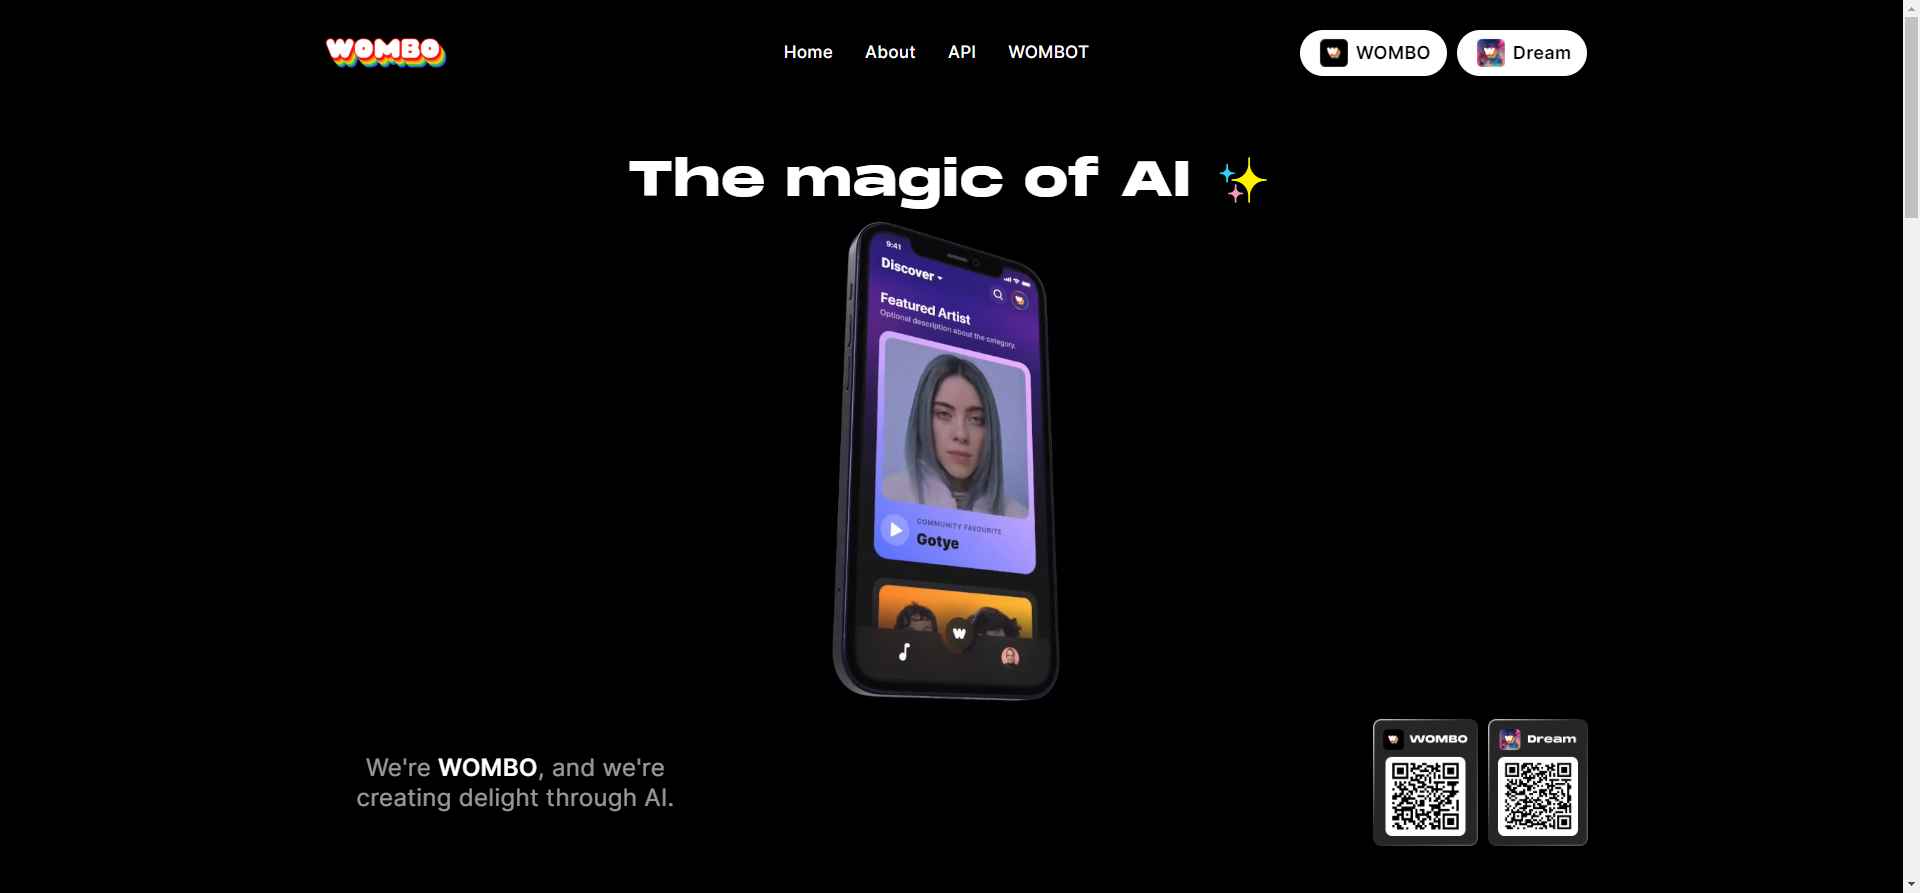 WOMBO
Home About API WOMBOT
WOMBO Dream
The magic of AI
9:41
Discover
Featured Artist
Optional description about the category.
COMMUNITY FAVOURITE
Gotye
W
We're WOMBO, and we're
creating delight through AI.
WOMBO
Dream